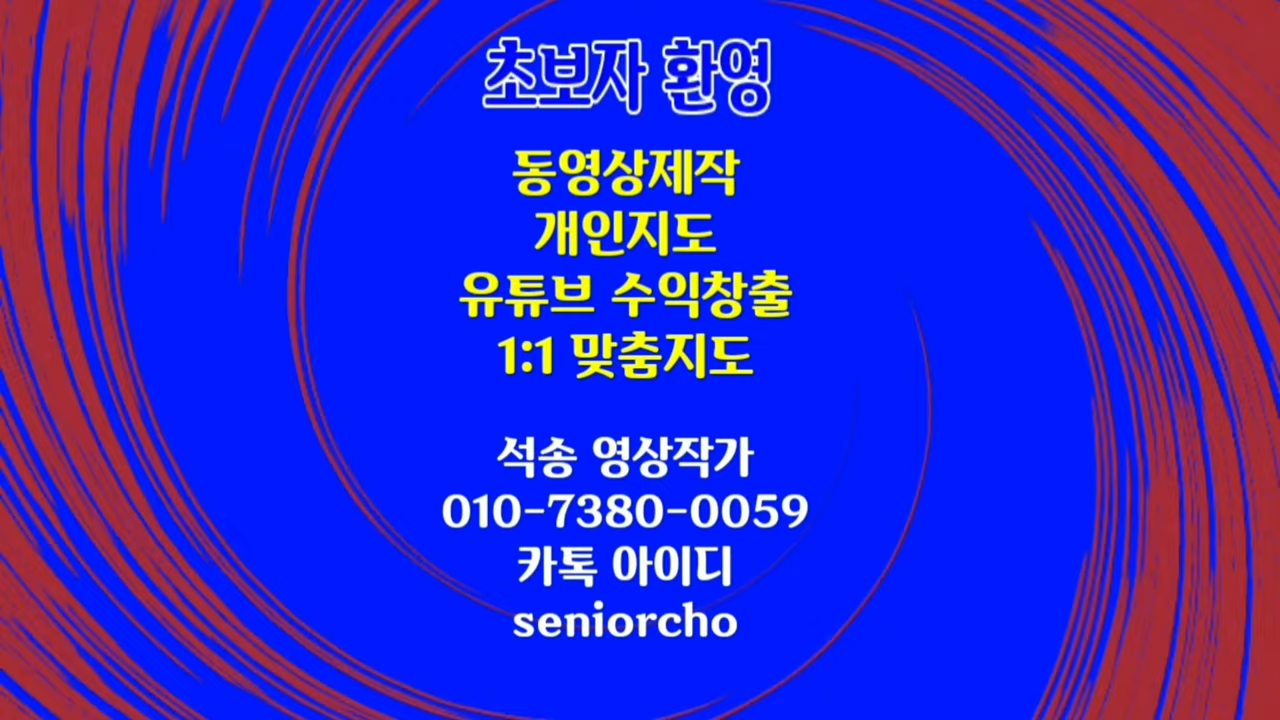 초보자 환영
동영상제작
개인지도
유튜브 수익창출
1:1 맞춤지도
석송 영상작가
010-7380-0059
카톡 아이디
seniorcho